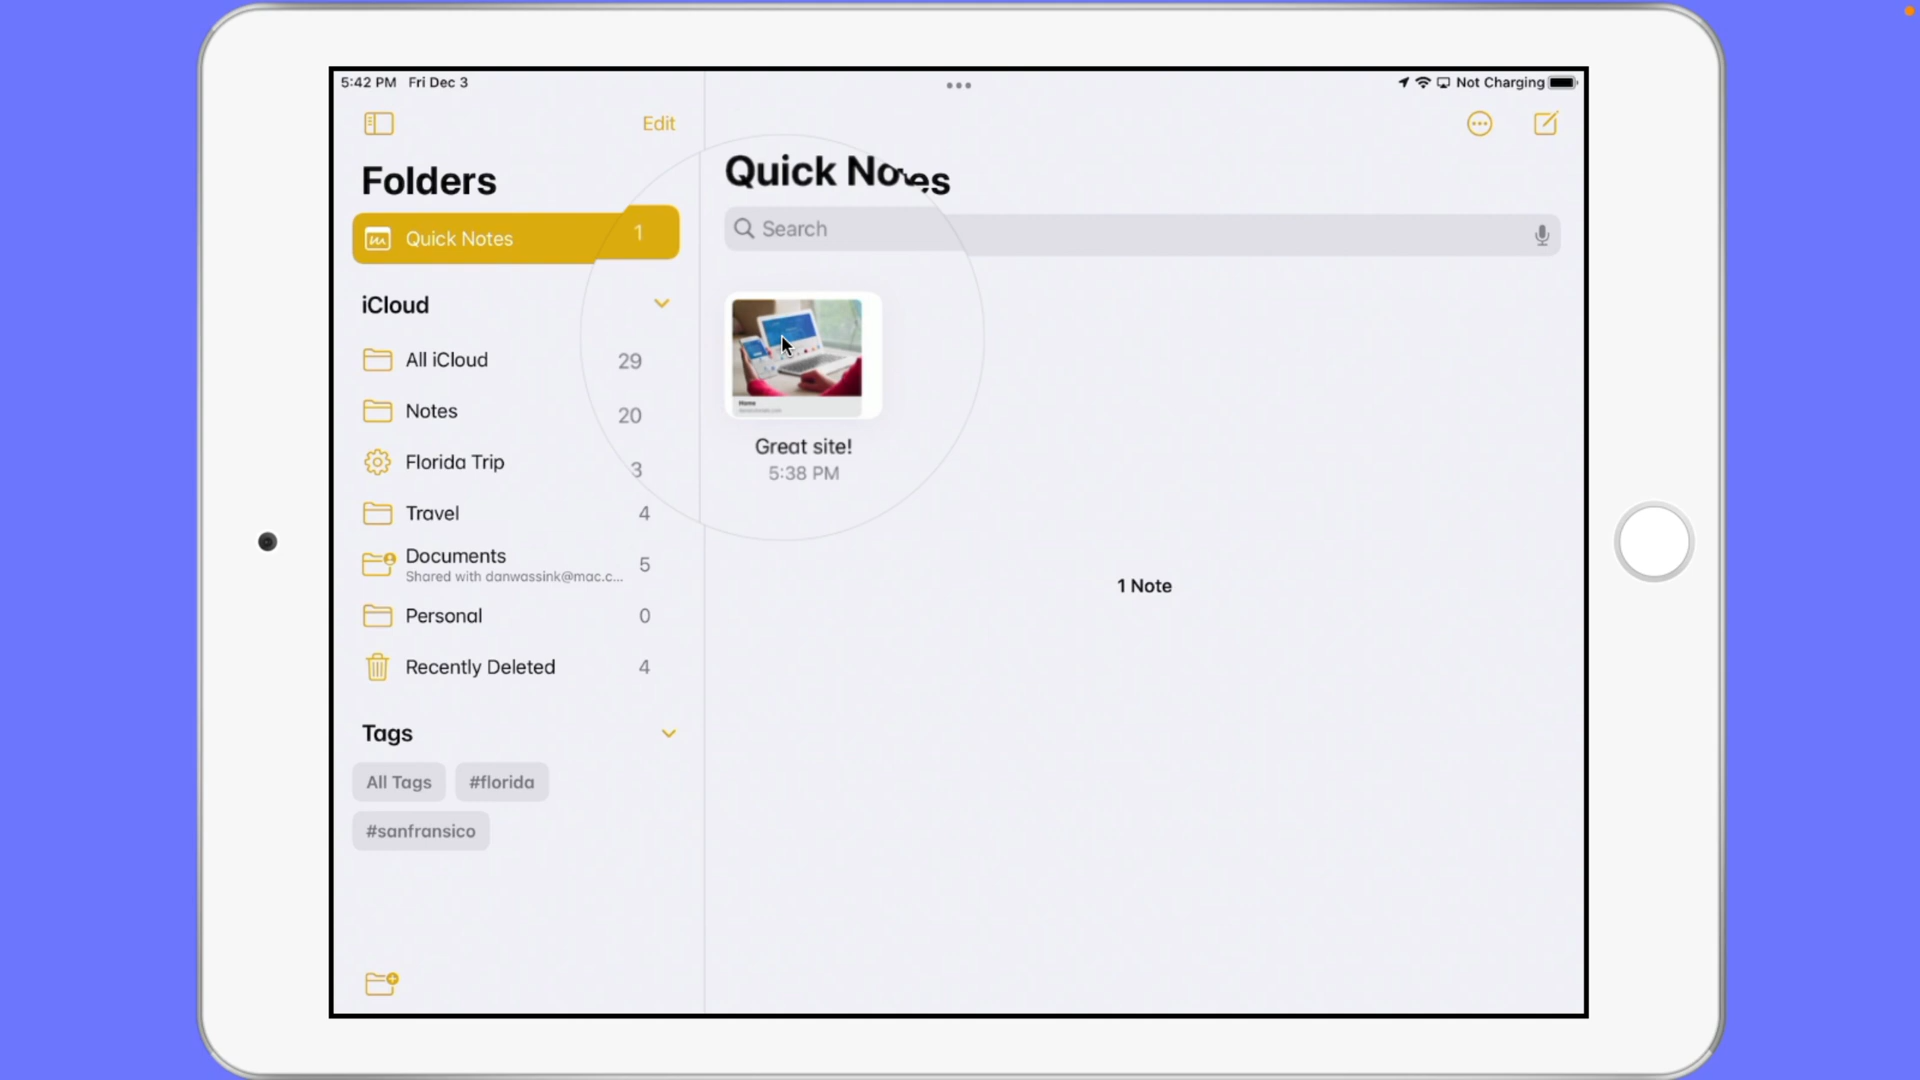 5:42 PM Fri Dec 3
Not Charging
Edit
Folders
Quick Notes 1
iCloud
All iCloud 29
Notes 20
Florida Trip 3
Travel 4
Documents 5
Shared with danwassink@mac.c...
Personal 0
Recently Deleted 4
Tags
All Tags #florida
#sanfransico
Quick Notes
Search
Home
Great site!
5:38 PM
1 Note